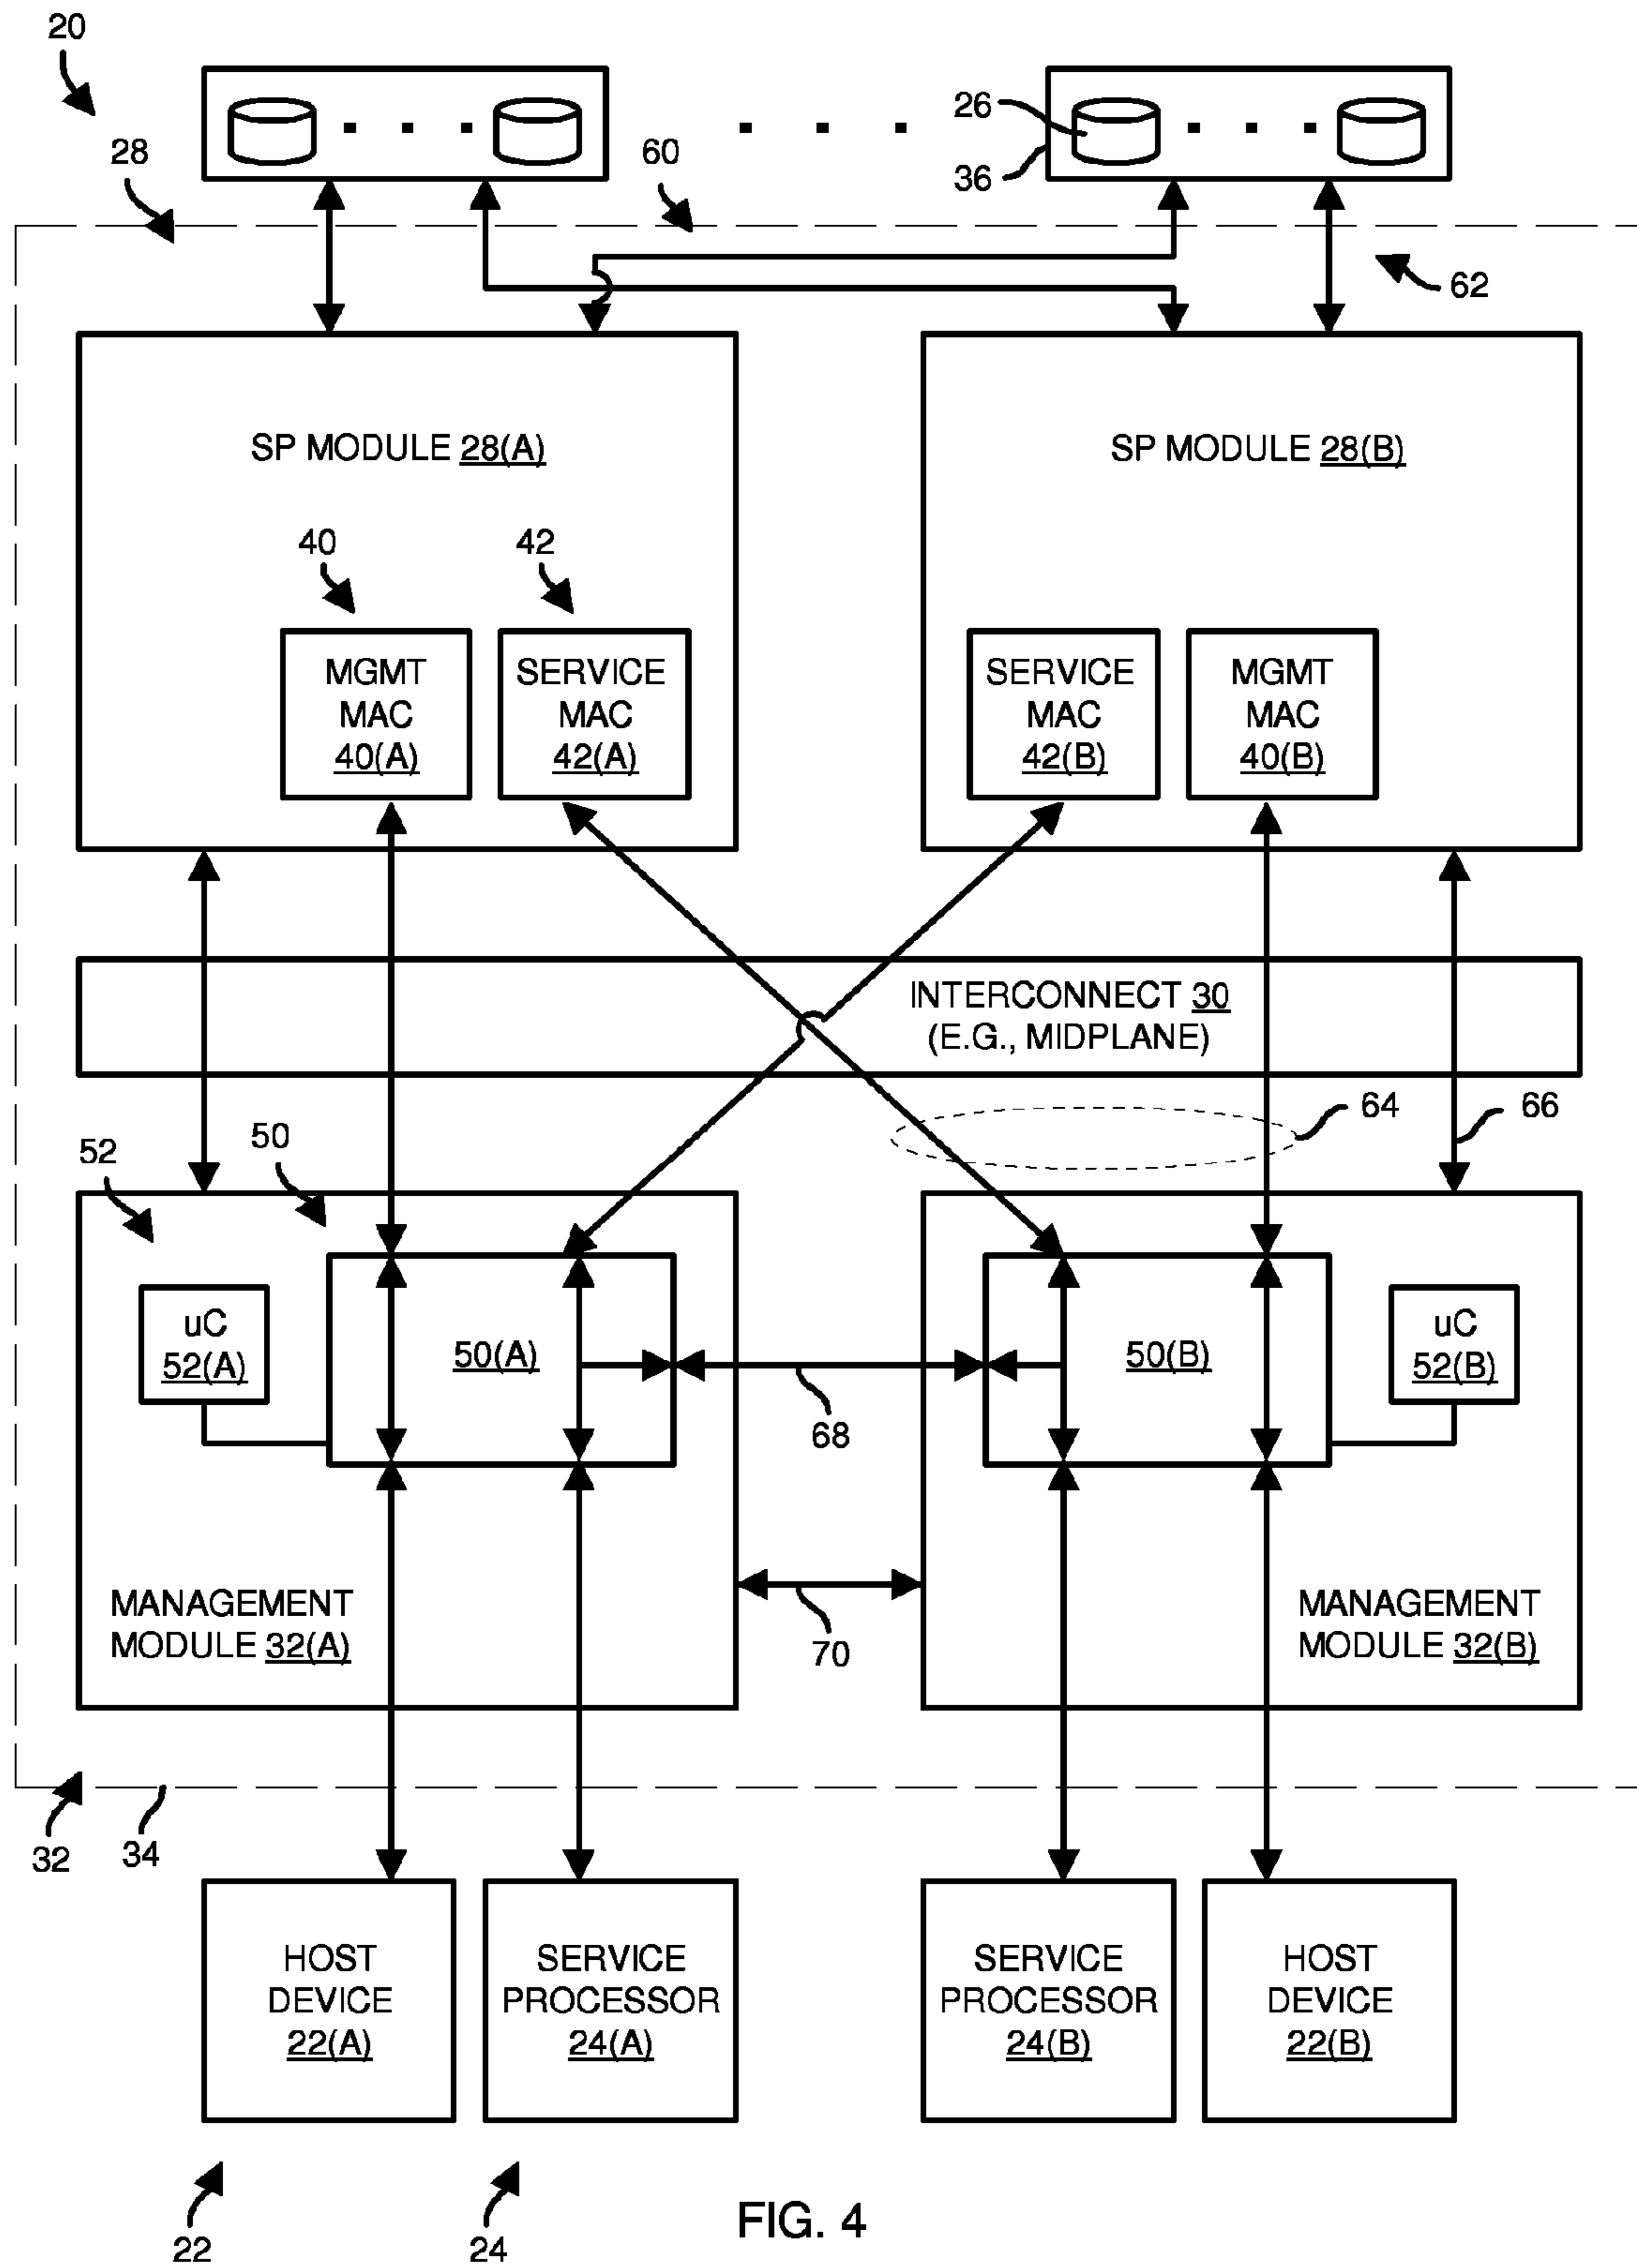 20
28
60
26
36
62
SP MODULE 28(A)
SP MODULE 28(B)
40
42
MGMT
MAC
40(A)
SERVICE
MAC
42(A)
SERVICE
MAC
42(B)
MGMT
MAC
40(B)
INTERCONNECT 30
(E.G., MIDPLANE)
64
66
52
50
uC
52(A)
50(A)
68
50(B)
uC
52(B)
MANAGEMENT
MODULE 32(A)
70
MANAGEMENT
MODULE 32(B)
32
34
HOST
DEVICE
22(A)
SERVICE
PROCESSOR
24(A)
SERVICE
PROCESSOR
24(B)
HOST
DEVICE
22(B)
22
24
FIG. 4